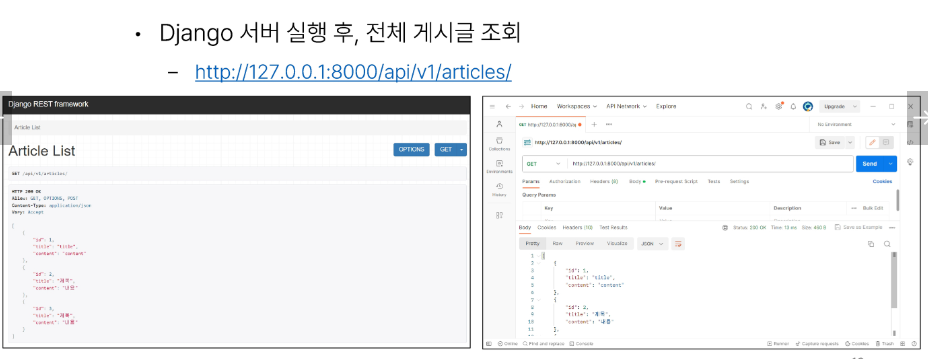 • Django 서버 실행 후, 전체 게시글 조회
– http://127.0.0.1:8000/api/v1/articles/
Django REST framework
Article List
Article List
OPTIONS GET
GET /api/v1/articles/
HTTP 200 OK
Allow: GET, OPTIONS, POST
Content-Type: application/json
Vary: Accept
[
{
"id": 1,
"title": "title",
"content": "content"
},
{
"id": 2,
"title": "제목",
"content": "내용"
},
{
"id": 3,
"title": "제목",
"content": "내용"
}
]
Home Workspaces API Network Explore Upgrade
GET http://127.0.0.1:8000/ap No Environment
Collections
http://127.0.0.1:8000/api/v1/articles/ Save
GET http://127.0.0.1:8000/api/v1/articles/ Send
Environments
Params Authorization Headers (6) Body Pre-request Script Tests Settings Cookies
History
Query Params
Key Value Description Bulk Edit
Body Cookies Headers (10) Test Results Status: 200 OK Time: 13 ms Size: 460 B Save as Example
Pretty Raw Preview Visualize JSON
1 [
2 {
3 "id": 1,
4 "title": "title",
5 "content": "content"
6 },
7 {
8 "id": 2,
9 "title": "제목",
10 "content": "내용"
11 },
Online Find and replace Console Runner Capture requests Cookies Trash